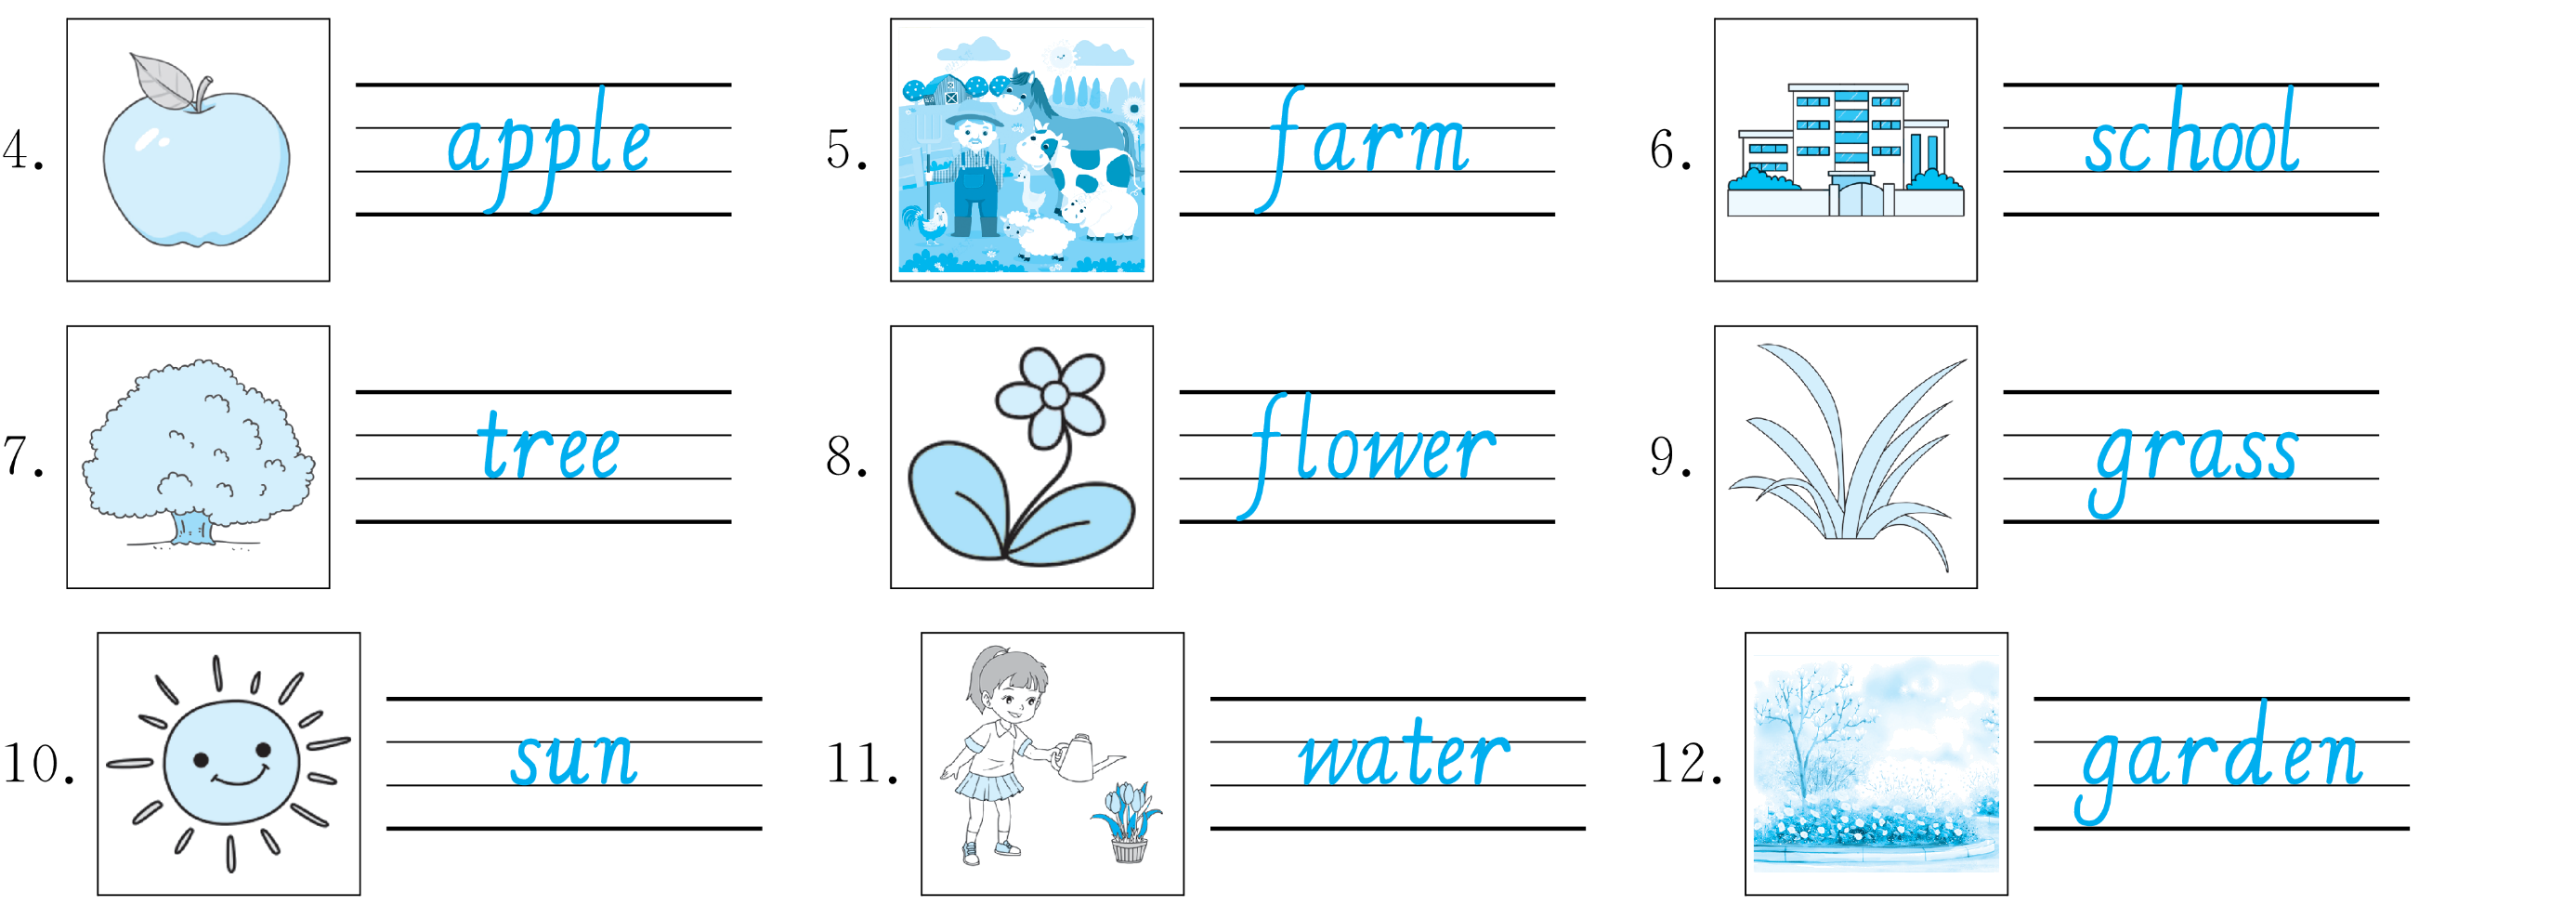 4. apple 5. farm 6. school
7. tree 8. flower 9. grass
10. sun 11. water 12. garden